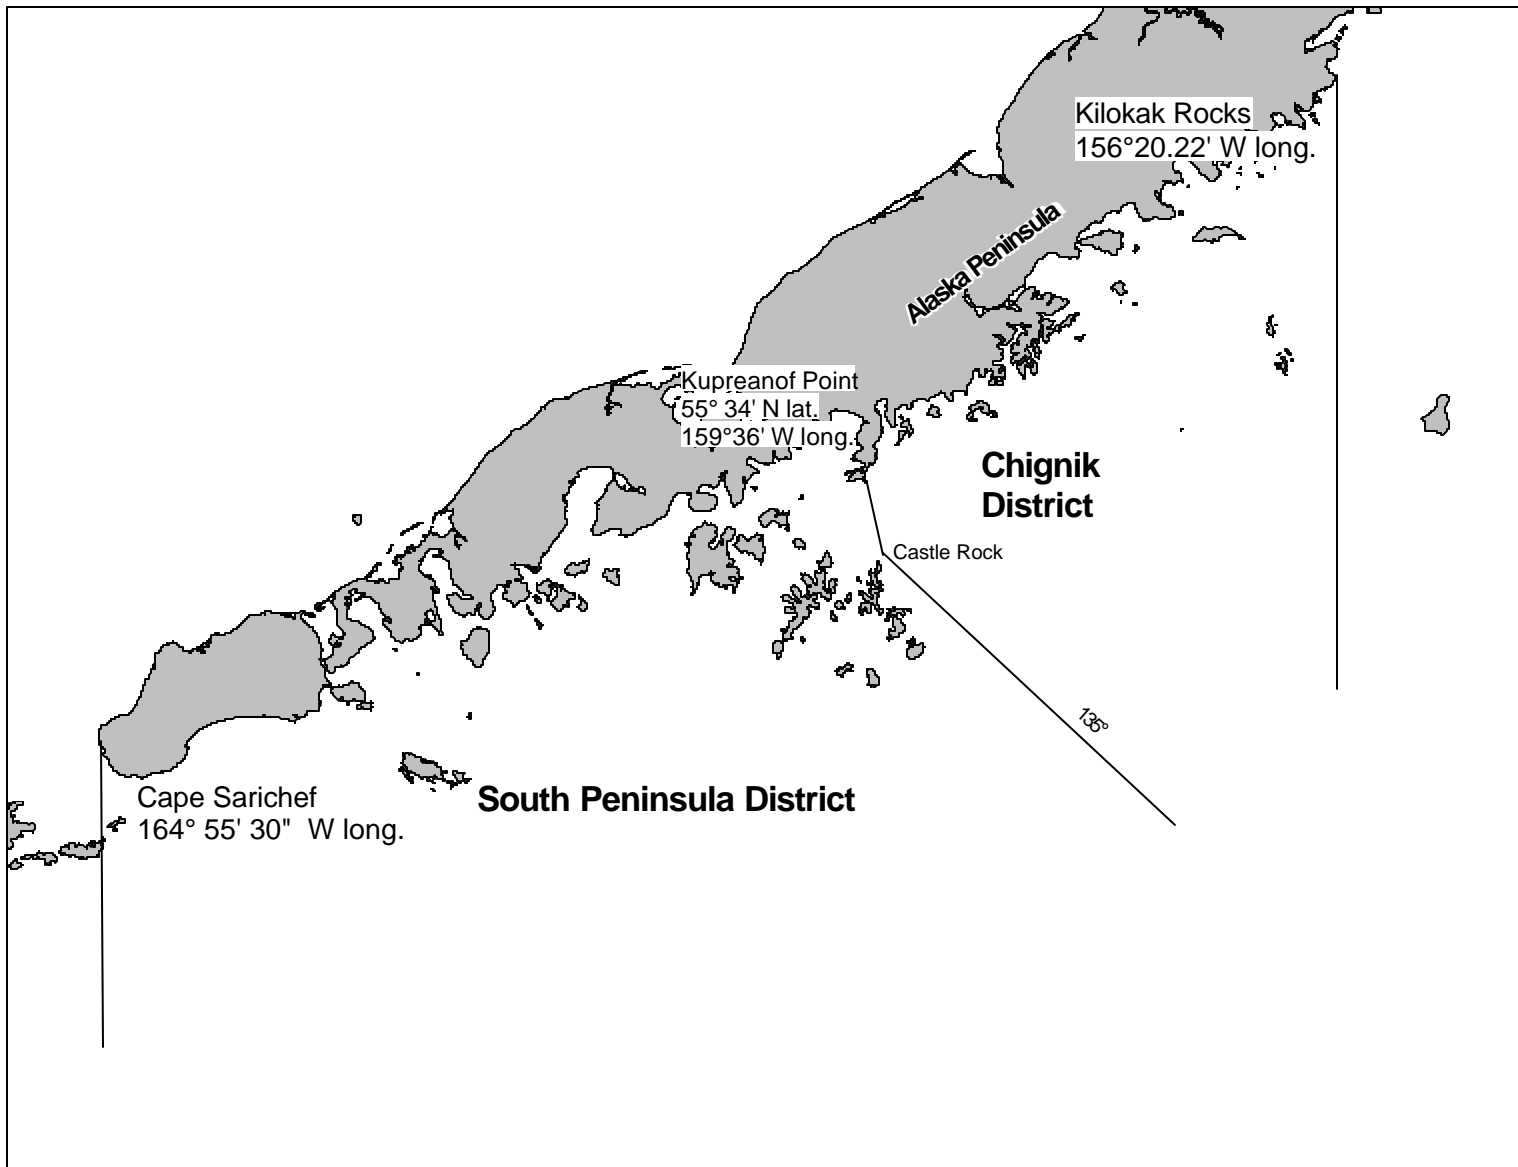 Kilokak Rocks
156°20.22' W long.
Alaska Peninsula
Kupreanof Point
55° 34' N lat.
159°36' W long.
Chignik
District
Castle Rock
135°
Cape Sarichef
164° 55' 30" W long.
South Peninsula District